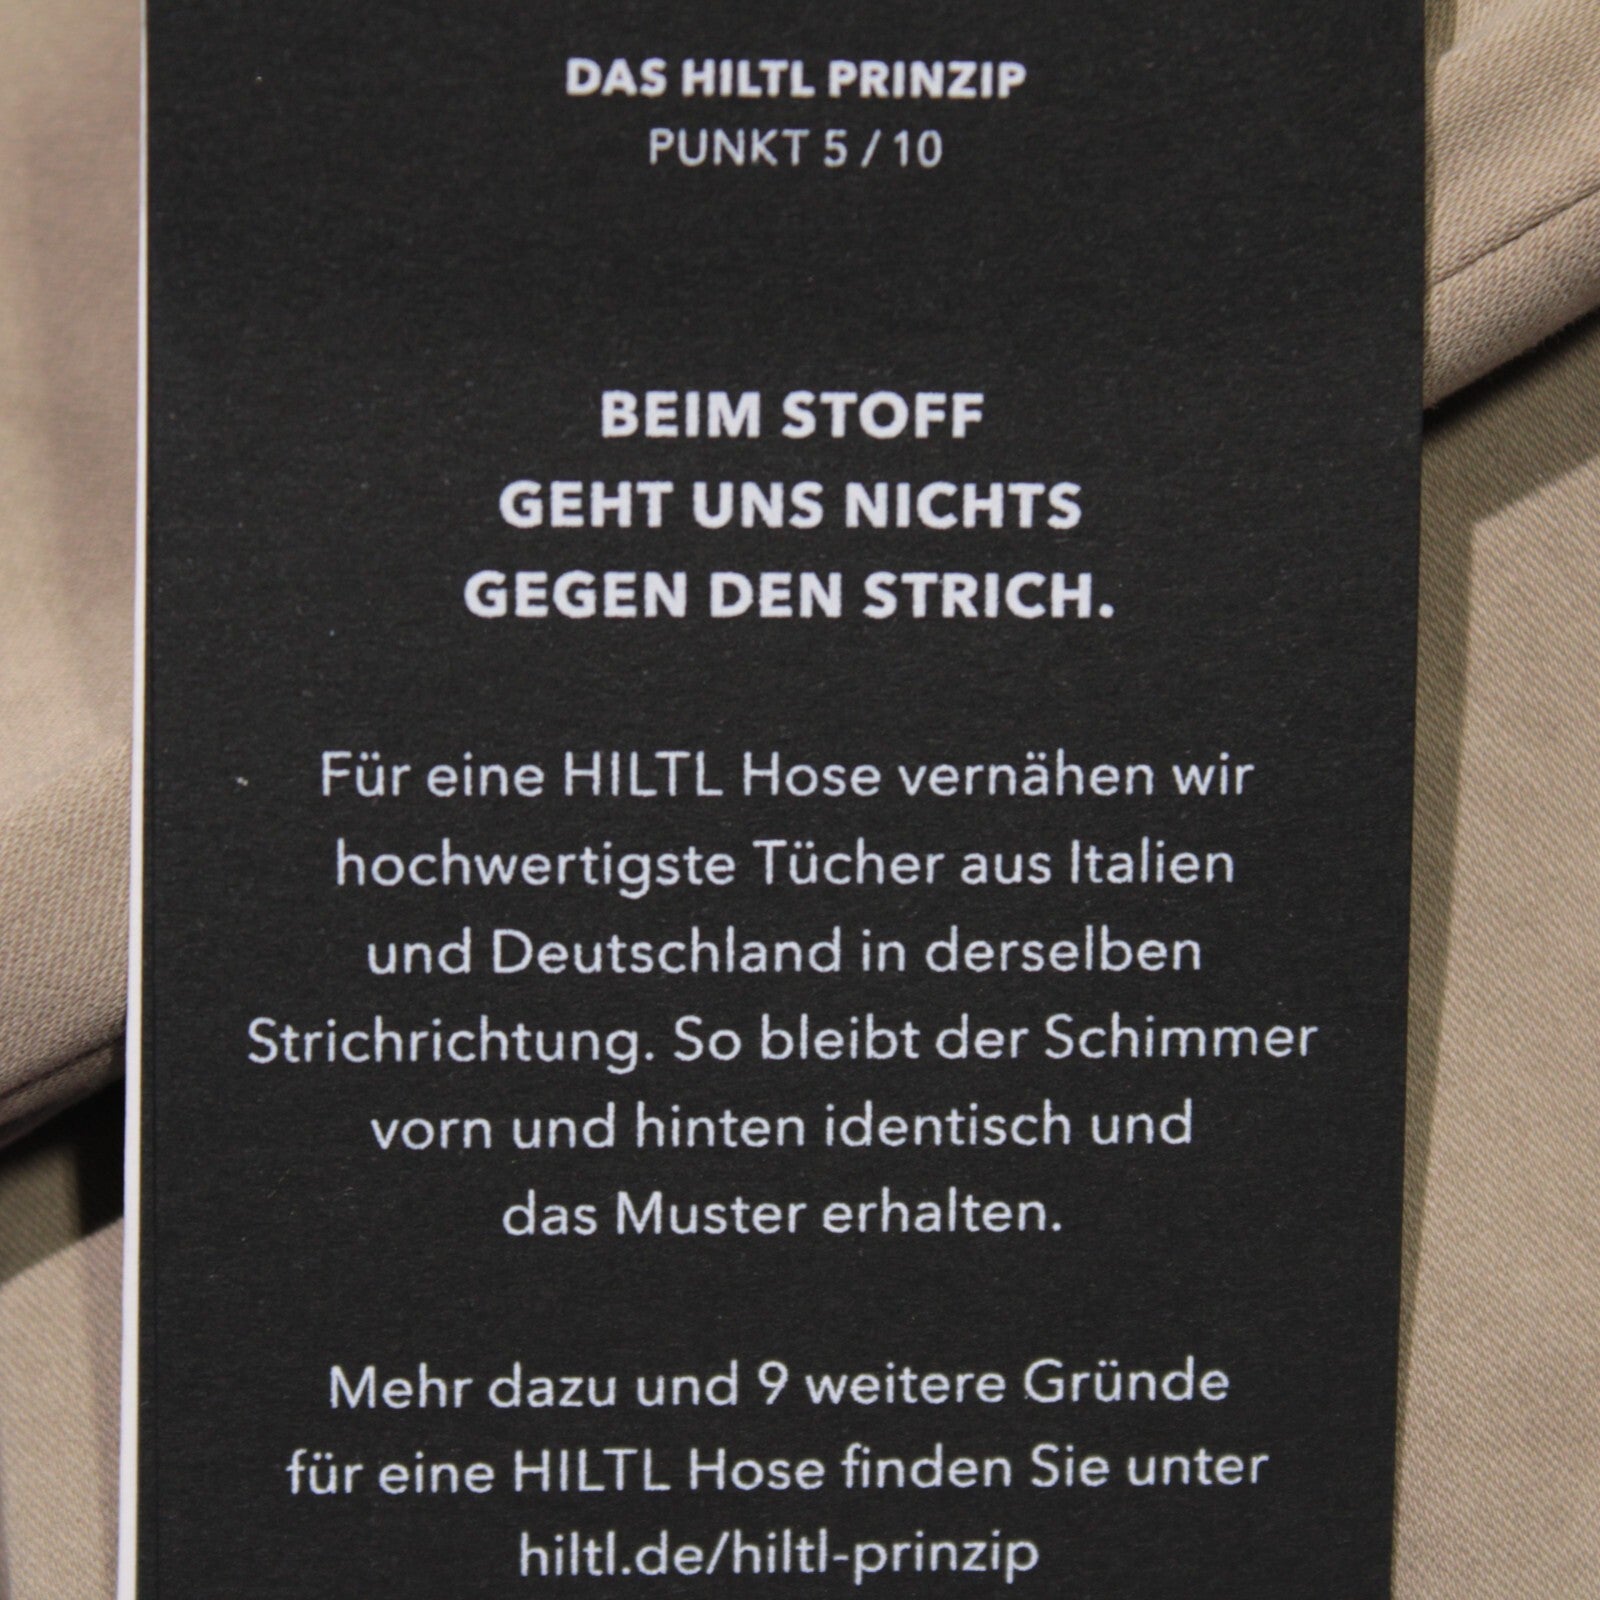 DAS HILTL PRINZIP
PUNKT 5 / 10
BEIM STOFF
GEHT UNS NICHTS
GEGEN DEN STRICH.
Für eine HILTL Hose vernähen wir
hochwertigste Tücher aus Italien
und Deutschland in derselben
Strichrichtung. So bleibt der Schimmer
vorn und hinten identisch und
das Muster erhalten.
Mehr dazu und 9 weitere Gründe
für eine HILTL Hose finden Sie unter
hiltl.de/hiltl-prinzip